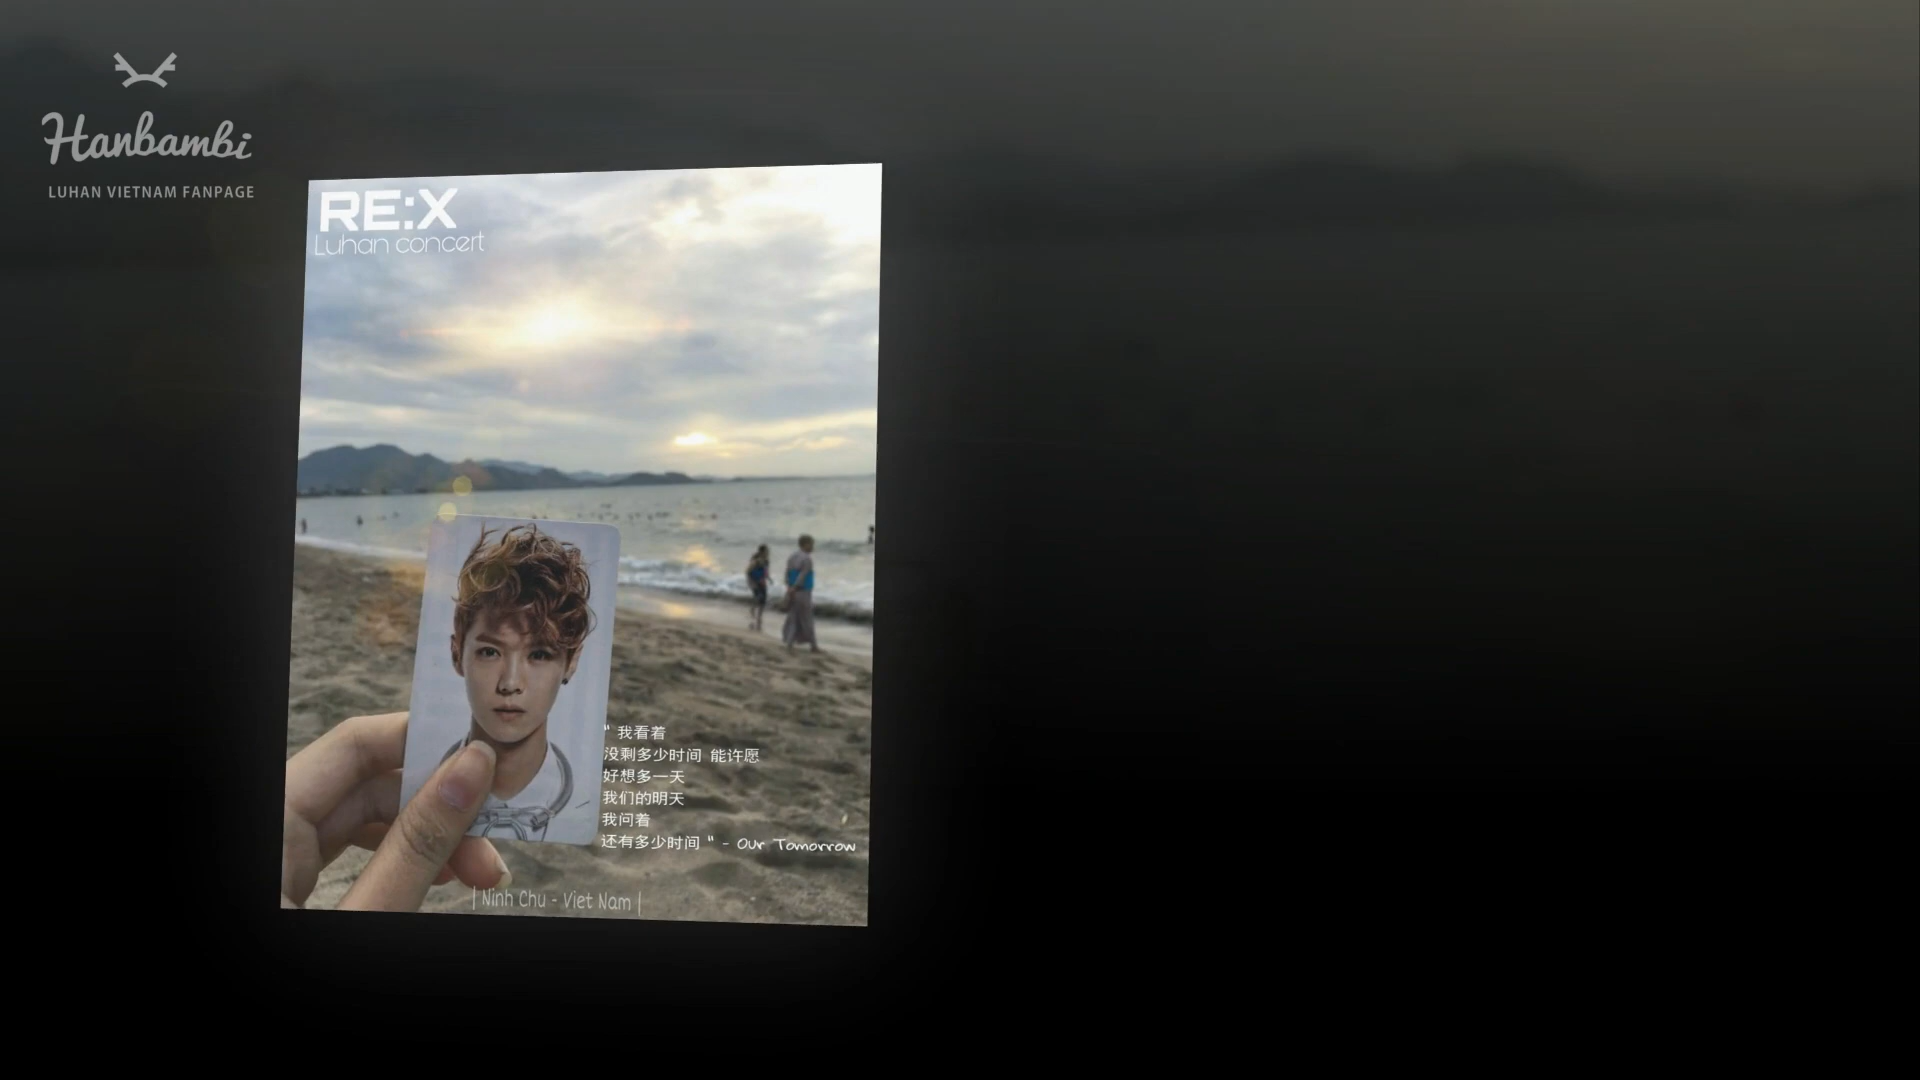 Hanbambi
LUHAN VIETNAM FANPAGE
RE:X
Luhan concert
" 我看着
没剩多少时间 能许愿
好想多一天
我们的明天
我问着
还有多少时间 " - Our Tomorrow
| Ninh Chu - Viet Nam |